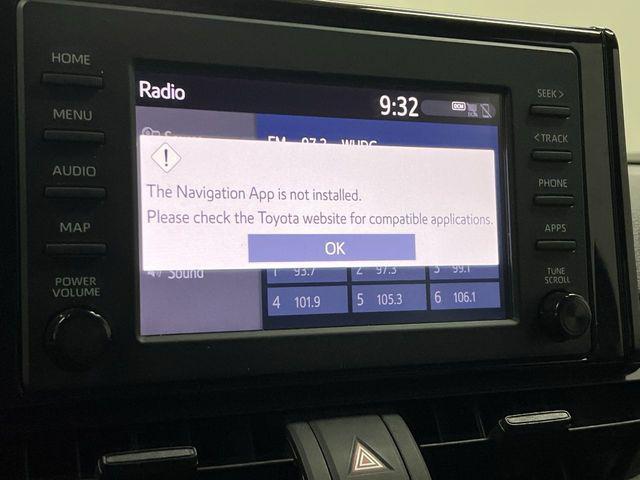 HOME
MENU
AUDIO
MAP
POWER
VOLUME
Radio
9:32
DCM
The Navigation App is not installed.
Please check the Toyota website for compatible applications.
OK
Sound
1 93.7 2 97.3 3 99.1
4 101.9 5 105.3 6 106.1
SEEK >
< TRACK
PHONE
APPS
TUNE
SCROLL